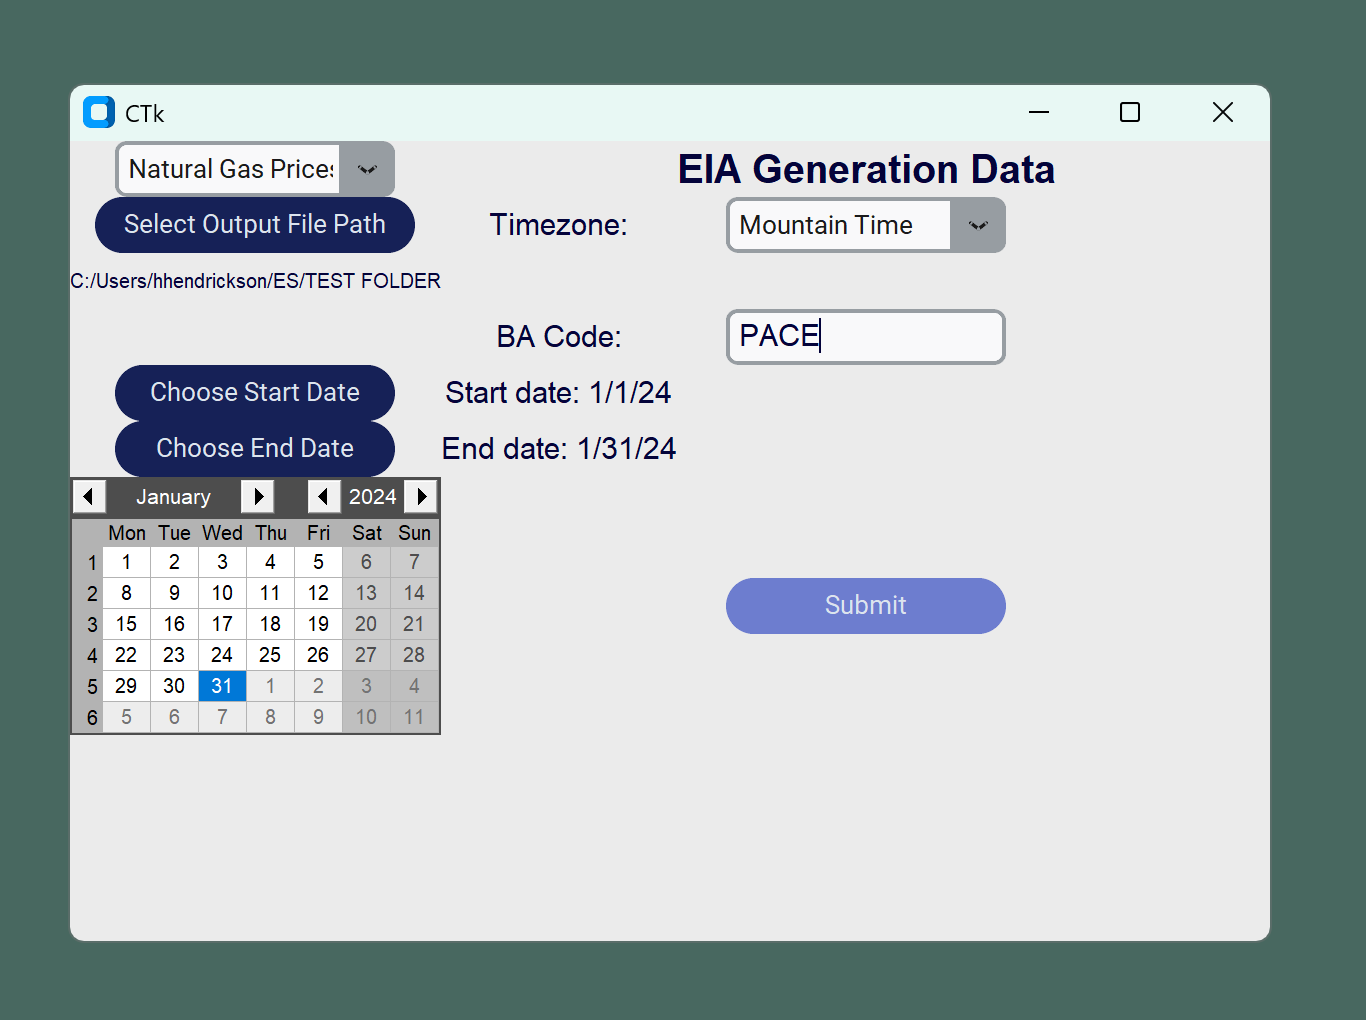 CTk
Natural Gas Prices
EIA Generation Data
Select Output File Path
Timezone:
Mountain Time
C:/Users/hhendrickson/ES/TEST FOLDER
BA Code:
PACE
Choose Start Date
Start date: 1/1/24
Choose End Date
End date: 1/31/24
January 2024
Mon Tue Wed Thu Fri Sat Sun
1 1 2 3 4 5 6 7
2 8 9 10 11 12 13 14
3 15 16 17 18 19 20 21
4 22 23 24 25 26 27 28
5 29 30 31 1 2 3 4
6 5 6 7 8 9 10 11
Submit